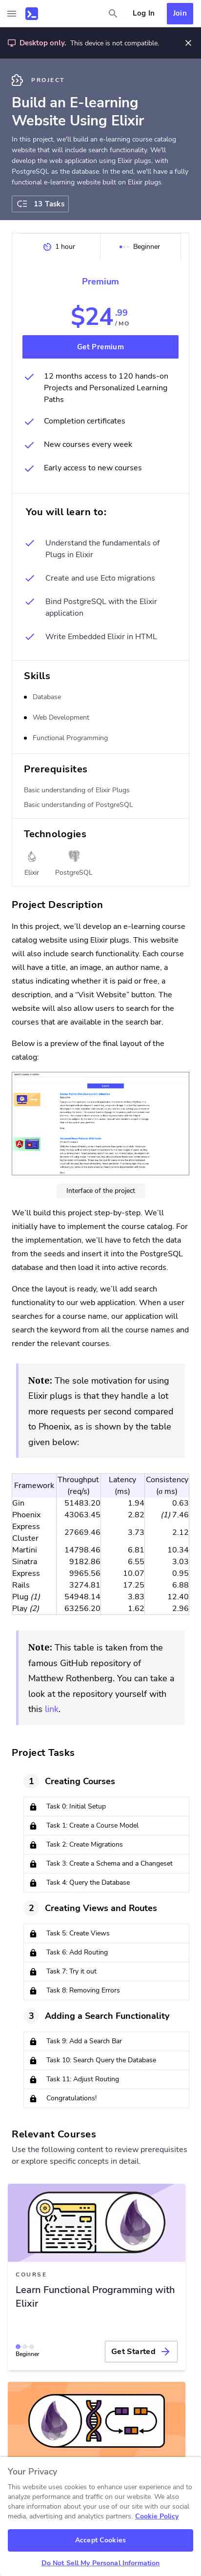 Log In
Join
Desktop only. This device is not compatible.
PROJECT
Build an E-learning
Website Using Elixir
In this project, we'll build an e-learning course catalog
website that will include search functionality. We'll
develop the web application using Elixir plugs, with
PostgreSQL as the database. In the end, we'll have a fully
functional e-learning website built on Elixir plugs.
13 Tasks
1 hour
Beginner
Premium
$24.99
/ MO
Get Premium
12 months access to 120 hands-on
Projects and Personalized Learning
Paths
Completion certificates
New courses every week
Early access to new courses
You will learn to:
Understand the fundamentals of
Plugs in Elixir
Create and use Ecto migrations
Bind PostgreSQL with the Elixir
application
Write Embedded Elixir in HTML
Skills
Database
Web Development
Functional Programming
Prerequisites
Basic understanding of Elixir Plugs
Basic understanding of PostgreSQL
Technologies
Elixir
PostgreSQL
Project Description
In this project, we'll develop an e-learning course
catalog website using Elixir plugs. This website
will also have search functionality. Each course
will have a title, an image, an author name, a
status indicating whether it is paid or free, a
description, and a "Visit Website" button. The
website will also allow users to search for the
courses that are available in the search bar.
Below is a preview of the final layout of the
catalog:
Interface of the project
We'll build this project step-by-step. We'll
initially have to implement the course catalog. For
the implementation, we'll have to fetch the data
from the seeds and insert it into the PostgreSQL
database and then load it into active records.
Once the layout is ready, we'll add search
functionality to our web application. When a user
searches for a course name, our application will
search the keyword from all the course names and
render the relevant courses.
Note: The sole motivation for using
Elixir plugs is that they handle a lot
more requests per second compared
to Phoenix, as is shown by the table
given below:
Framework Throughput (req/s) Latency (ms) Consistency (σ ms)
Gin 51483.20 1.94 0.63
Phoenix 43063.45 2.82 (1) 7.46
Express Cluster 27669.46 3.73 2.12
Martini 14798.46 6.81 10.34
Sinatra 9182.86 6.55 3.03
Express 9965.56 10.07 0.95
Rails 3274.81 17.25 6.88
Plug (1) 54948.14 3.83 12.40
Play (2) 63256.20 1.62 2.96
Note: This table is taken from the
famous GitHub repository of
Matthew Rothenberg. You can take a
look at the repository yourself with
this link.
Project Tasks
1 Creating Courses
Task 0: Initial Setup
Task 1: Create a Course Model
Task 2: Create Migrations
Task 3: Create a Schema and a Changeset
Task 4: Query the Database
2 Creating Views and Routes
Task 5: Create Views
Task 6: Add Routing
Task 7: Try it out
Task 8: Removing Errors
3 Adding a Search Functionality
Task 9: Add a Search Bar
Task 10: Search Query the Database
Task 11: Adjust Routing
Congratulations!
Relevant Courses
Use the following content to review prerequisites
or explore specific concepts in detail.
COURSE
Learn Functional Programming with
Elixir
Beginner
Get Started
Your Privacy
This website uses cookies to enhance user experience and to
analyze performance and traffic on our website. We also
share information about your use of our site with our social
media, advertising and analytics partners. Cookie Policy
Accept Cookies
Do Not Sell My Personal Information